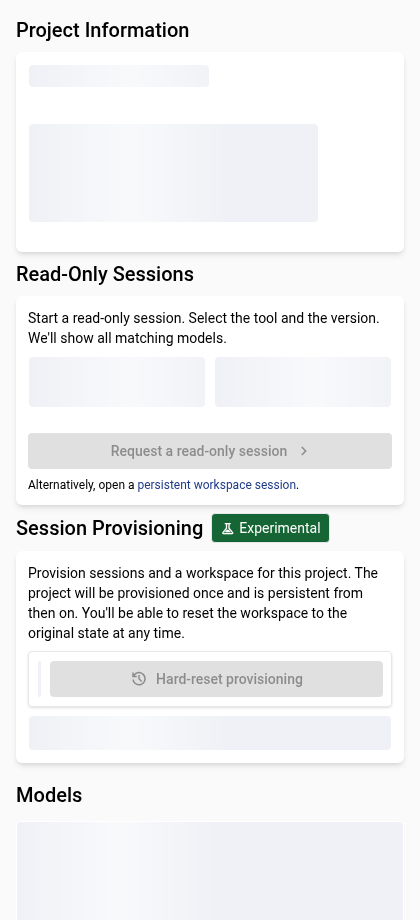 Project Information
Read-Only Sessions
Start a read-only session. Select the tool and the version.
We'll show all matching models.
Request a read-only session
Alternatively, open a persistent workspace session.
Session Provisioning
Experimental
Provision sessions and a workspace for this project. The
project will be provisioned once and is persistent from
then on. You'll be able to reset the workspace to the
original state at any time.
Hard-reset provisioning
Models